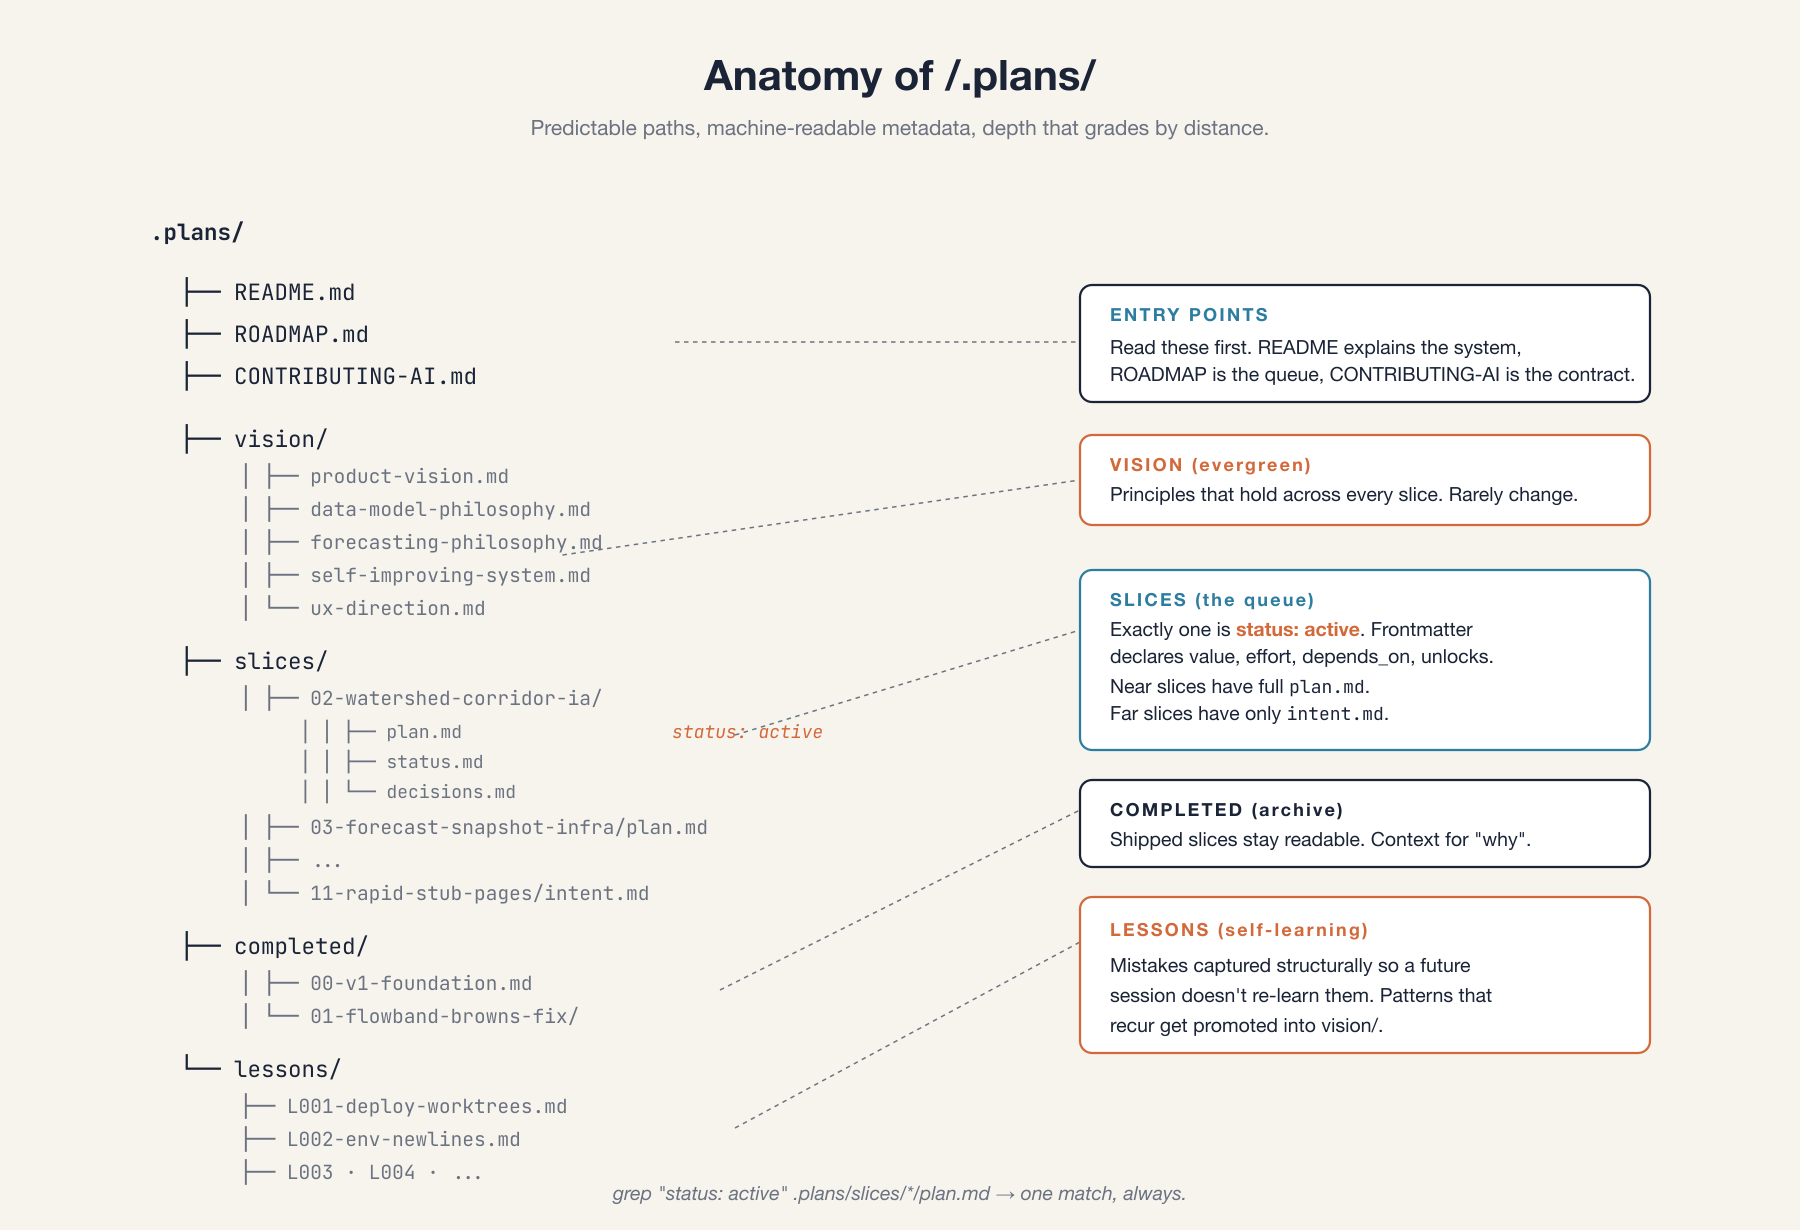 Anatomy of /.plans/
Predictable paths, machine-readable metadata, depth that grades by distance.
.plans/
├── README.md
├── ROADMAP.md
├── CONTRIBUTING-AI.md
├── vision/
│ ├── product-vision.md
│ ├── data-model-philosophy.md
│ ├── forecasting-philosophy.md
│ ├── self-improving-system.md
│ └── ux-direction.md
├── slices/
│ ├── 02-watershed-corridor-ia/
│ │ ├── plan.md status: active
│ │ ├── status.md
│ │ └── decisions.md
│ ├── 03-forecast-snapshot-infra/plan.md
│ ├── ...
│ └── 11-rapid-stub-pages/intent.md
├── completed/
│ ├── 00-v1-foundation.md
│ └── 01-flowband-browns-fix/
└── lessons/
├── L001-deploy-worktrees.md
├── L002-env-newlines.md
├── L003 · L004 · ...
ENTRY POINTS
Read these first. README explains the system,
ROADMAP is the queue, CONTRIBUTING-AI is the contract.
VISION (evergreen)
Principles that hold across every slice. Rarely change.
SLICES (the queue)
Exactly one is status: active. Frontmatter
declares value, effort, depends_on, unlocks.
Near slices have full plan.md.
Far slices have only intent.md.
COMPLETED (archive)
Shipped slices stay readable. Context for "why".
LESSONS (self-learning)
Mistakes captured structurally so a future
session doesn't re-learn them. Patterns that
recur get promoted into vision/.
grep "status: active" .plans/slices/*/plan.md → one match, always.